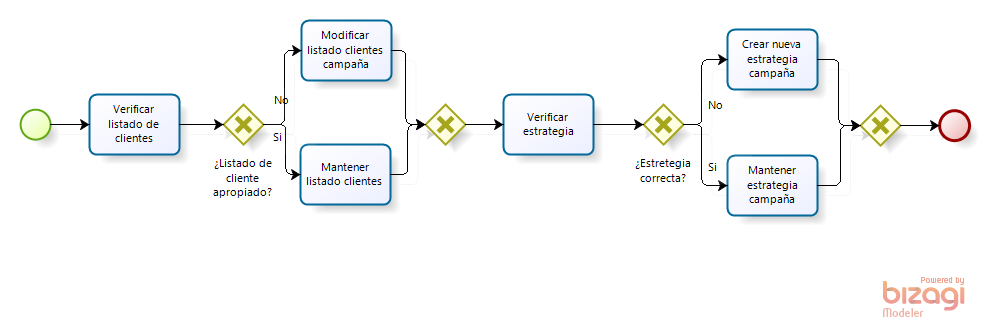 Verificar
listado de
clientes
¿Listado de
cliente
apropiado?
No
Si
Modificar
listado clientes
campaña
Mantener
listado clientes
Verificar
estrategia
¿Estretegia
correcta?
No
Si
Crear nueva
estrategia
campaña
Mantener
estrategia
campaña
Powered by
bizagi
Modeler